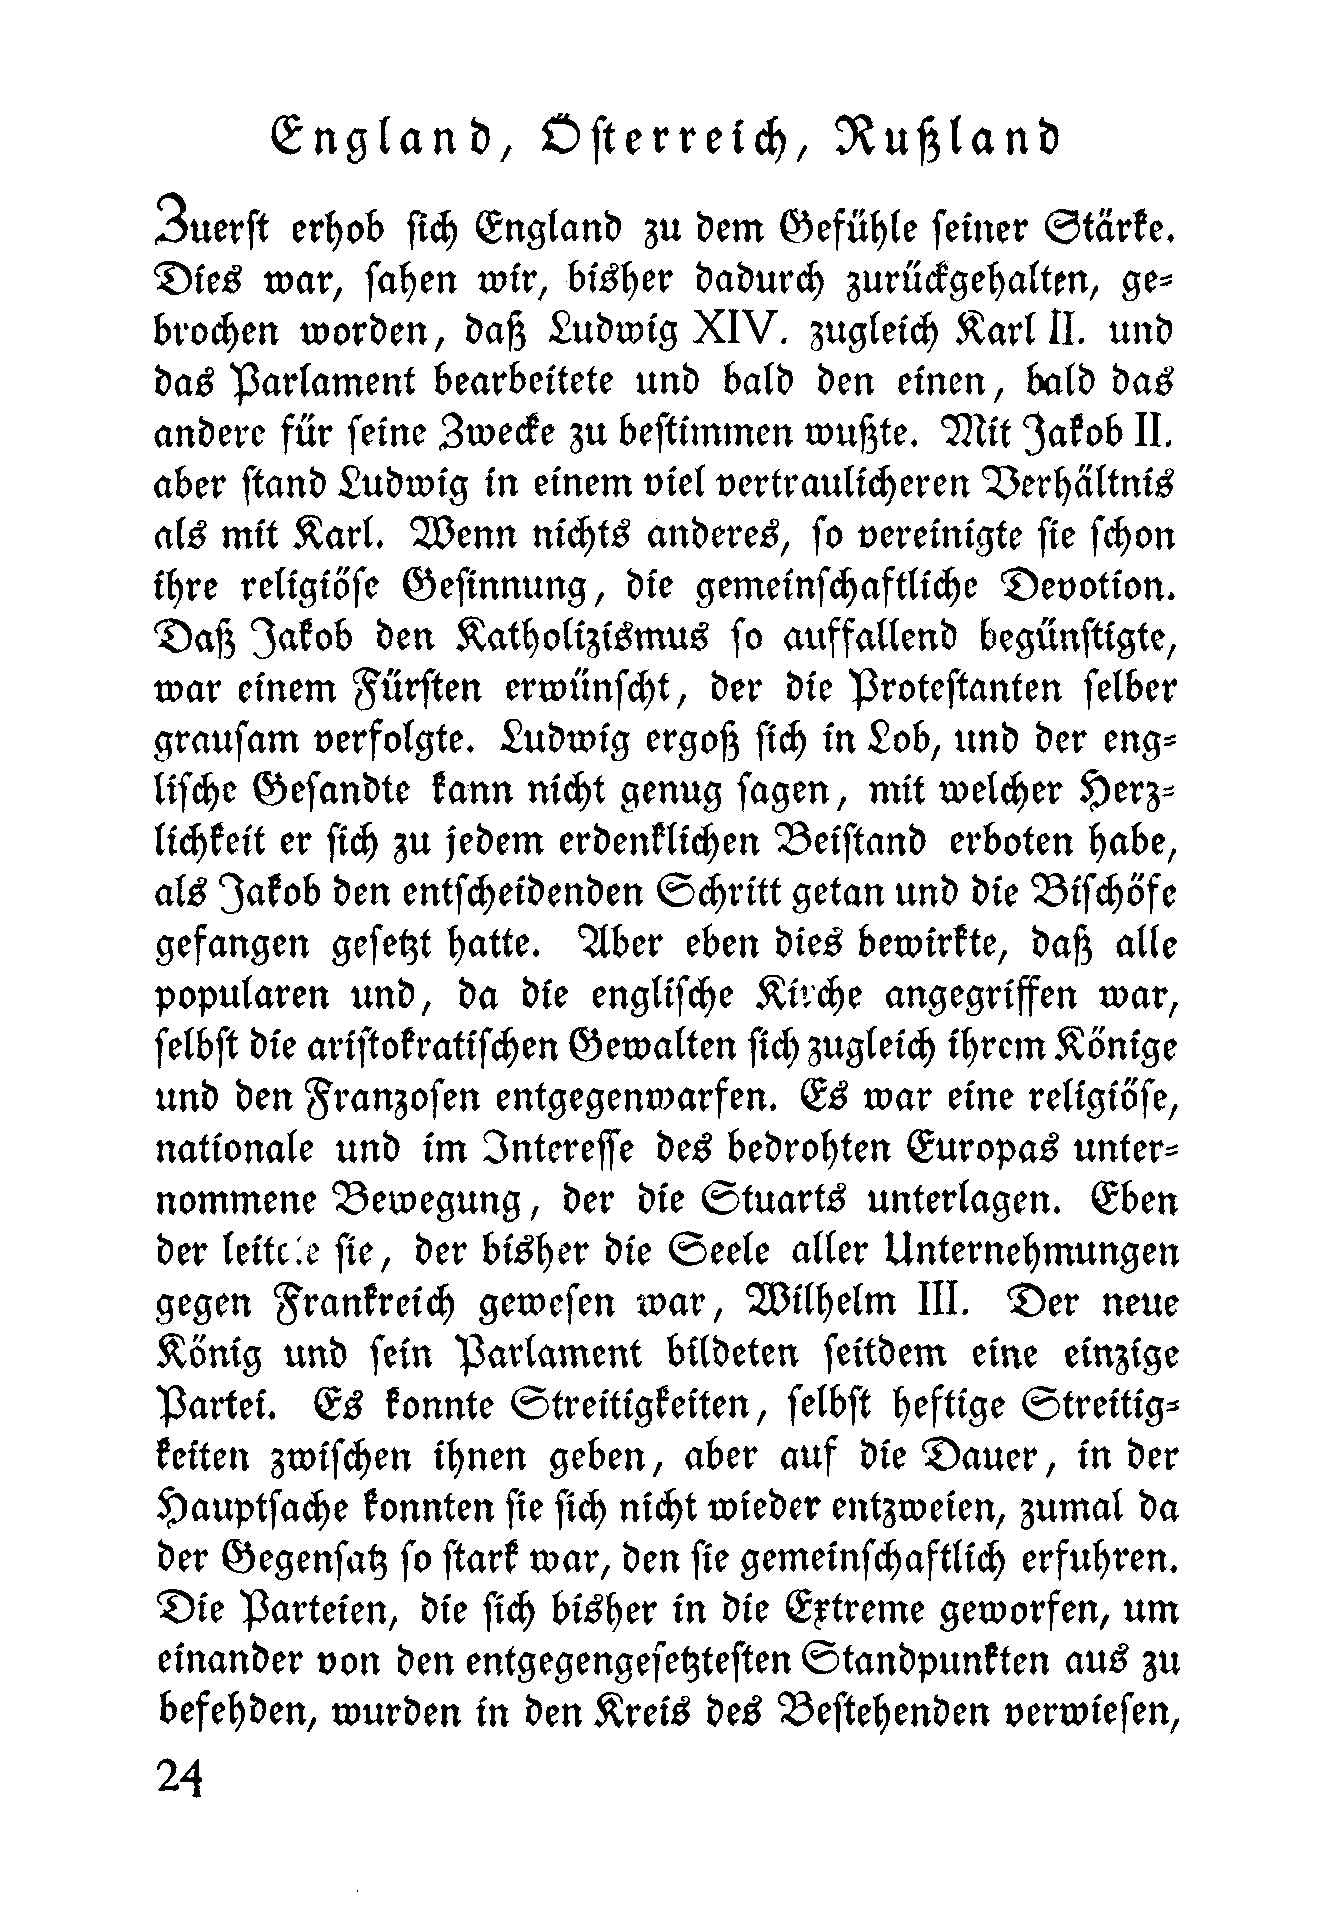 England, Österreich, Rußland
Zuerst erhob sich England zu dem Gefühle seiner Stärke.
Dies war, sahen wir, bisher dadurch zurückgehalten, ge-
brochen worden, daß Ludwig XIV. zugleich Karl II. und
das Parlament bearbeitete und bald den einen, bald das
andere für seine Zwecke zu bestimmen wußte. Mit Jakob II.
aber stand Ludwig in einem viel vertraulicheren Verhältnis
als mit Karl. Wenn nichts anderes, so vereinigte sie schon
ihre religiöse Gesinnung, die gemeinschaftliche Devotion.
Daß Jakob den Katholizismus so auffallend begünstigte,
war einem Fürsten erwünscht, der die Protestanten selber
grausam verfolgte. Ludwig ergoß sich in Lob, und der eng-
lische Gesandte kann nicht genug sagen, mit welcher Herz-
lichkeit er sich zu jedem erdenklichen Beistand erboten habe,
als Jakob den entscheidenden Schritt getan und die Bischöfe
gefangen gesetzt hatte. Aber eben dies bewirkte, daß alle
popularen und, da die englische Kirche angegriffen war,
selbst die aristokratischen Gewalten sich zugleich ihrem Könige
und den Franzosen entgegenwarfen. Es war eine religiöse,
nationale und im Interesse des bedrohten Europas unter-
nommene Bewegung, der die Stuarts unterlagen. Eben
der leitete sie, der bisher die Seele aller Unternehmungen
gegen Frankreich gewesen war, Wilhelm III. Der neue
König und sein Parlament bildeten seitdem eine einzige
Partei. Es konnte Streitigkeiten, selbst heftige Streitig-
keiten zwischen ihnen geben, aber auf die Dauer, in der
Hauptsache konnten sie sich nicht wieder entzweien, zumal da
der Gegensatz so stark war, den sie gemeinschaftlich erfuhren.
Die Parteien, die sich bisher in die Extreme geworfen, um
einander von den entgegengesetztesten Standpunkten aus zu
befehden, wurden in den Kreis des Bestehenden verwiesen,
24